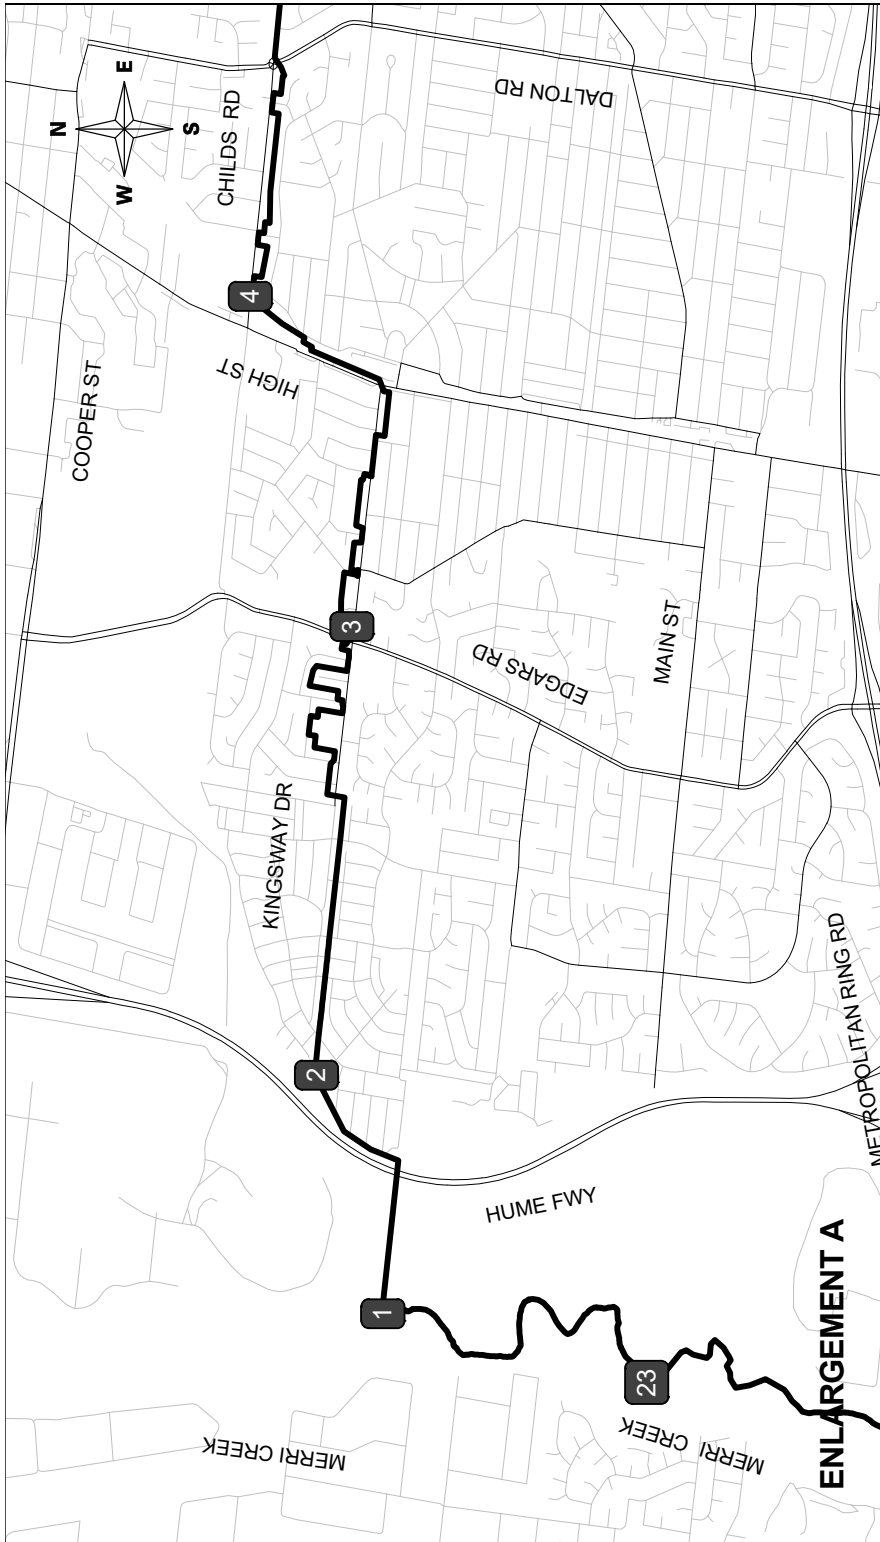 N
E
S
W
CHILDS RD
DALTON RD
4
HIGH ST
COOPER ST
3
EDGARS RD
MAIN ST
KINGSWAY DR
2
METROPOLITAN RING RD
HUME FWY
1
23
MERRI CREEK
MERRI CREEK
ENLARGEMENT A